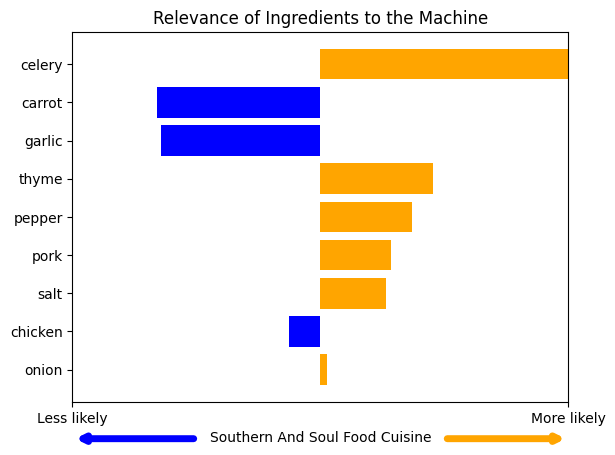 Relevance of Ingredients to the Machine
celery
carrot
garlic
thyme
pepper
pork
salt
chicken
onion
Less likely More likely
Southern And Soul Food Cuisine